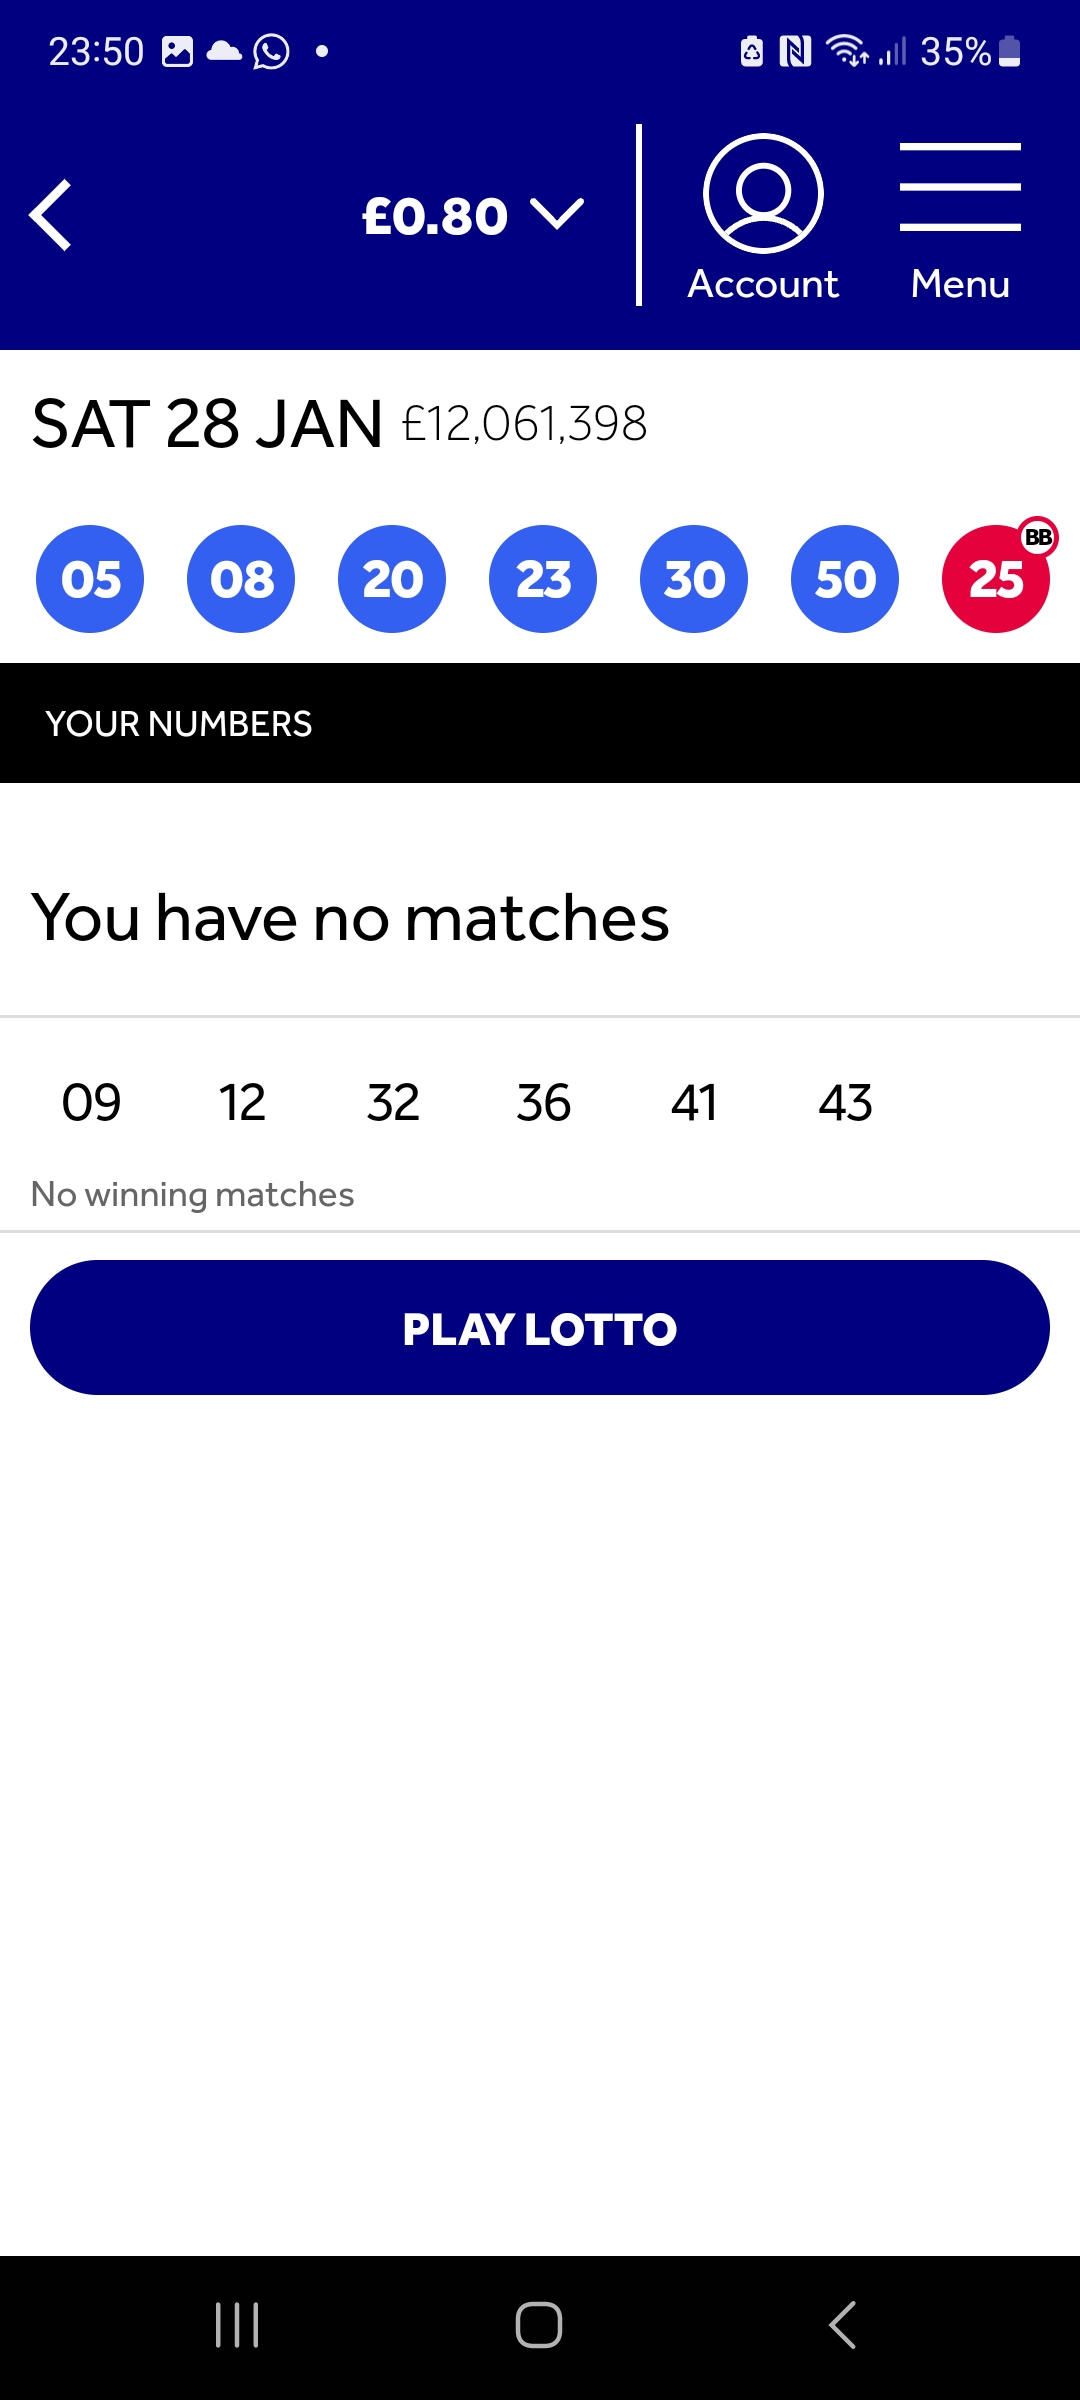 23:50 35%
£0.80
Account Menu
SAT 28 JAN £12,061,398
BB
05 08 20 23 30 50 25
YOUR NUMBERS
You have no matches
09 12 32 36 41 43
No winning matches
PLAY LOTTO